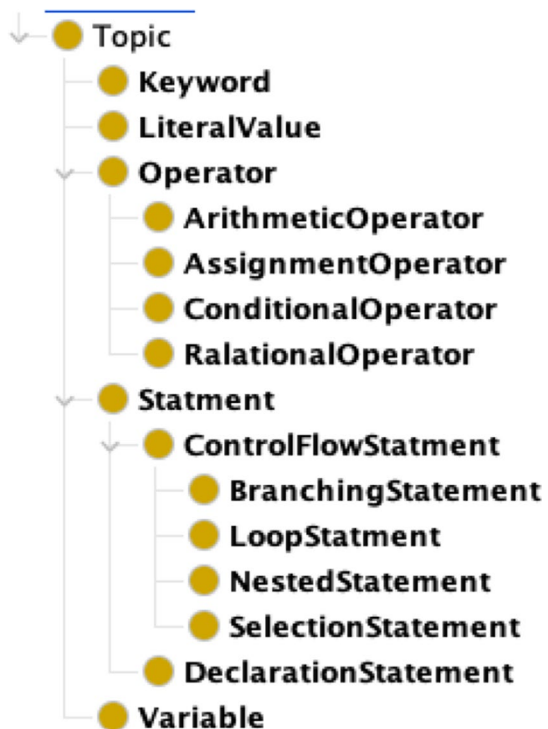 Topic
Keyword
LiteralValue
Operator
ArithmeticOperator
AssignmentOperator
ConditionalOperator
RalationalOperator
Statment
ControlFlowStatment
BranchingStatement
LoopStatment
NestedStatement
SelectionStatement
DeclarationStatement
Variable